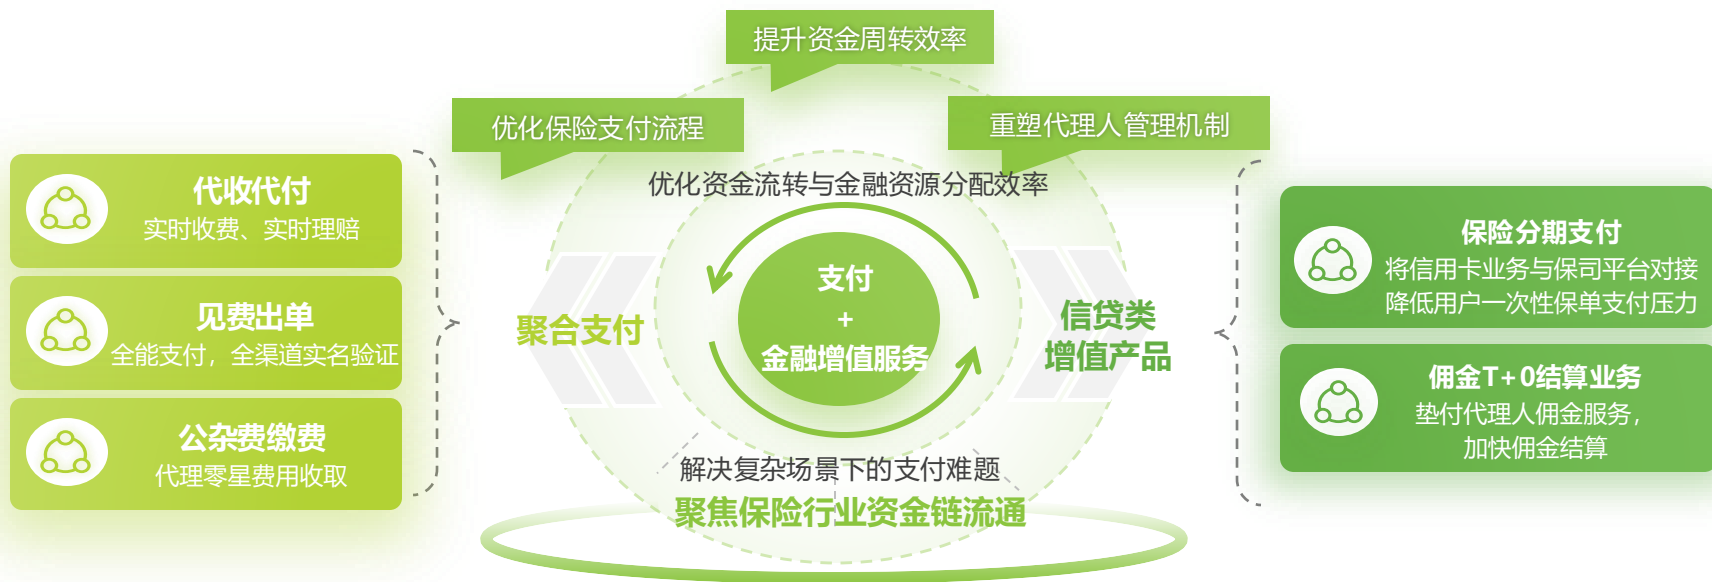 提升资金周转效率
优化保险支付流程
重塑代理人管理机制
代收代付
实时收费、实时理赔
见费出单
全能支付，全渠道实名验证
公杂费缴费
代理零星费用收取
聚合支付
优化资金流转与金融资源分配效率
支付
+
金融增值服务
解决复杂场景下的支付难题
聚焦保险行业资金链流通
信贷类
增值产品
保险分期支付
将信用卡业务与保司平台对接
降低用户一次性保单支付压力
佣金T+0结算业务
垫付代理人佣金服务，
加快佣金结算